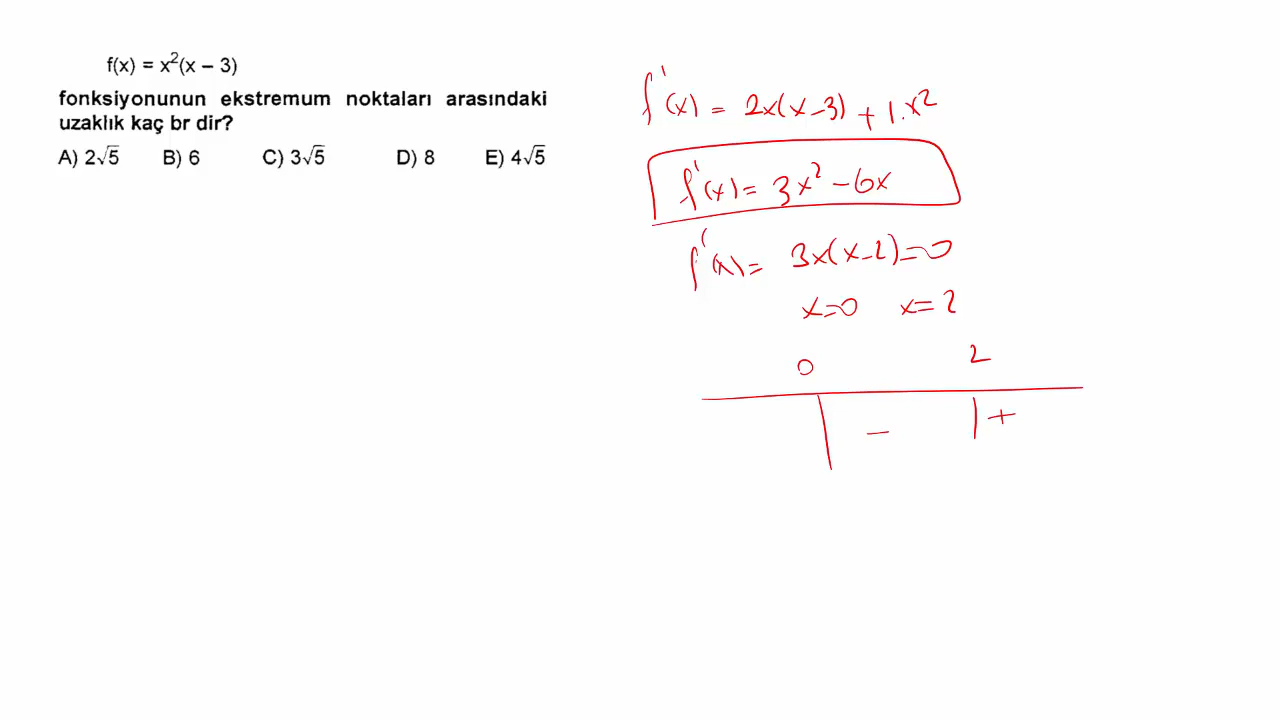 f(x) = x²(x – 3)
fonksiyonunun ekstremum noktaları arasındaki
uzaklık kaç br dir?
A) 2√5 B) 6 C) 3√5 D) 8 E) 4√5
f'(x) = 2x(x-3) + 1.x²
f'(x) = 3x² - 6x
f'(x) = 3x(x-2)=0
x=0 x=2
0 2
- +